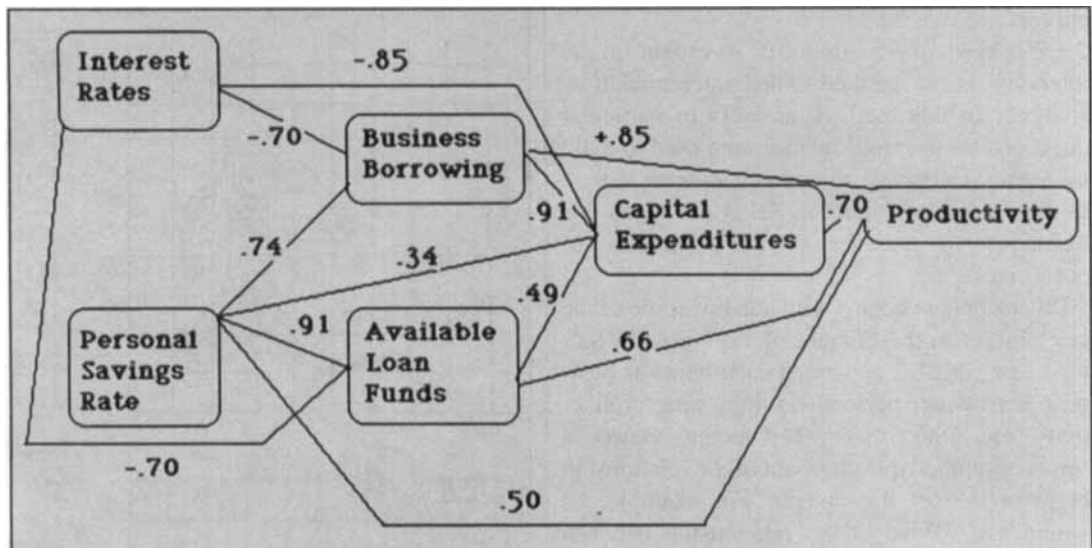 Interest
Rates
-.85
-.70
Business
Borrowing
+.85
.91
Capital
Expenditures
.70
Productivity
.74
.34
.49
Personal
Savings
Rate
.91
Available
Loan
Funds
.66
-.70
.50